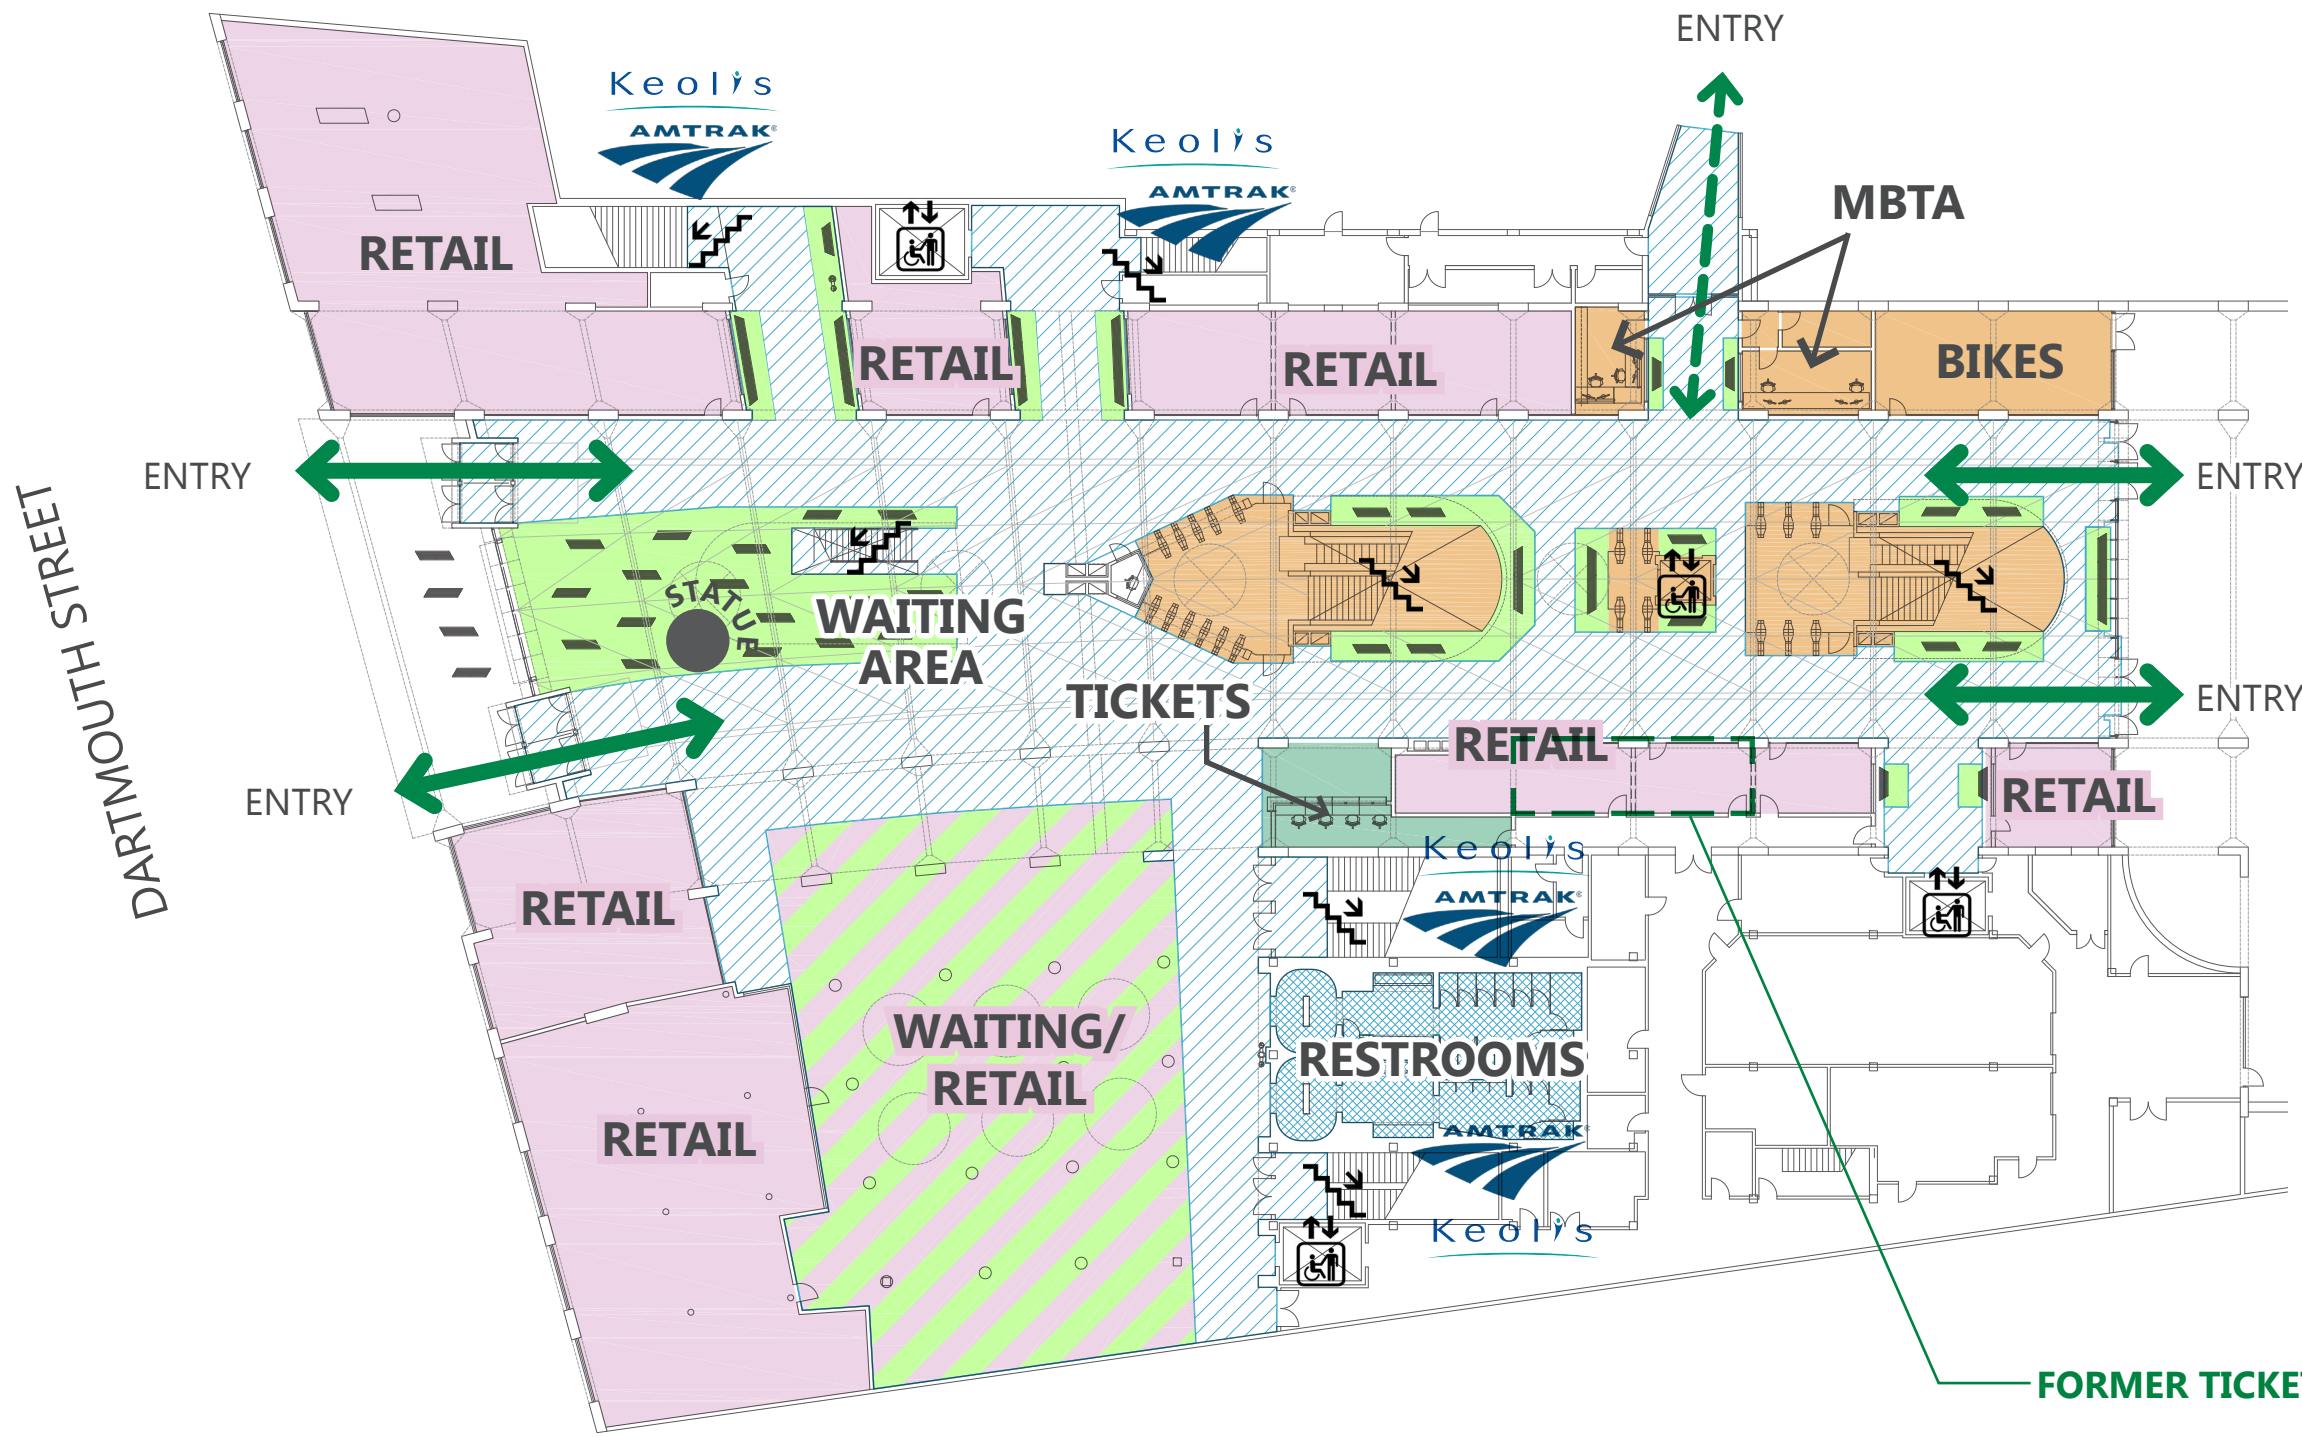 ENTRY
Keolis
AMTRAK
Keolis
AMTRAK
MBTA
RETAIL
RETAIL
RETAIL
BIKES
ENTRY
ENTRY
DARTMOUTH STREET
STATUE
WAITING
AREA
TICKETS
ENTRY
RETAIL
RETAIL
ENTRY
Keolis
AMTRAK
RETAIL
WAITING/
RETAIL
RESTROOMS
RETAIL
AMTRAK
Keolis
FORMER TICKE